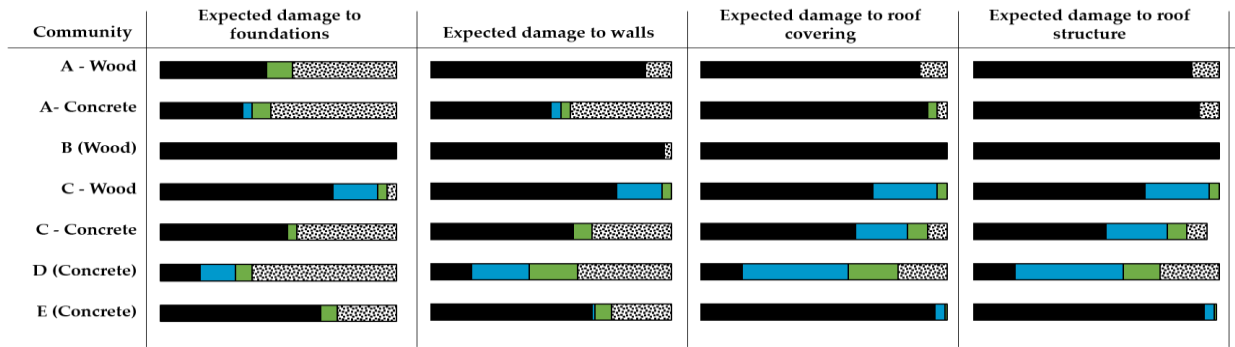 Community
Expected damage to
foundations
Expected damage to walls
Expected damage to roof
covering
Expected damage to roof
structure
A - Wood
A- Concrete
B (Wood)
C - Wood
C - Concrete
D (Concrete)
E (Concrete)